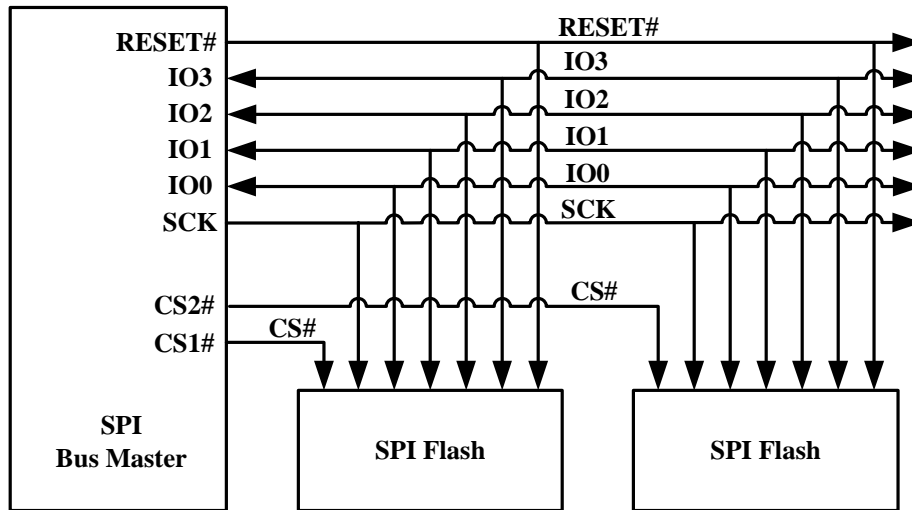 RESET#
RESET#
IO3
IO3
IO2
IO2
IO1
IO1
IO0
IO0
SCK
SCK
CS2#
CS#
CS1#
CS#
SPI
Bus Master
SPI Flash
SPI Flash